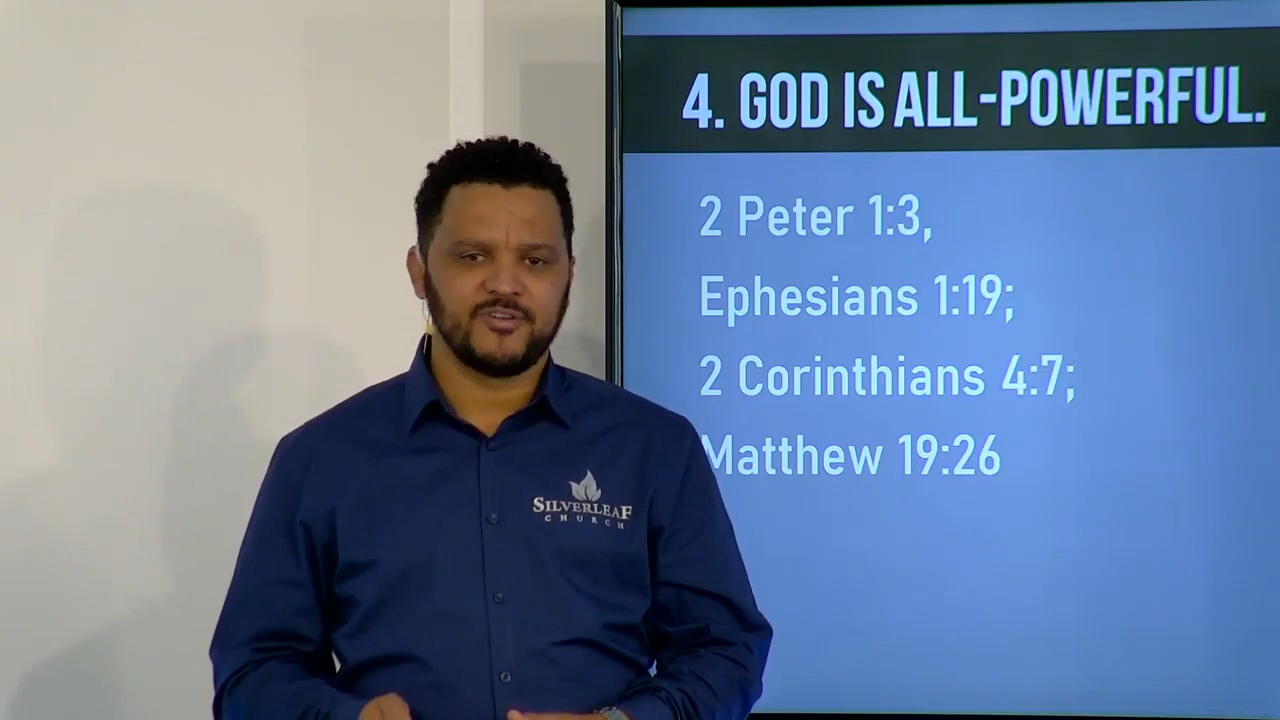 4. GOD IS ALL-POWERFUL.
2 Peter 1:3,
Ephesians 1:19;
2 Corinthians 4:7;
Matthew 19:26
SILVERLEAF
CHURCH